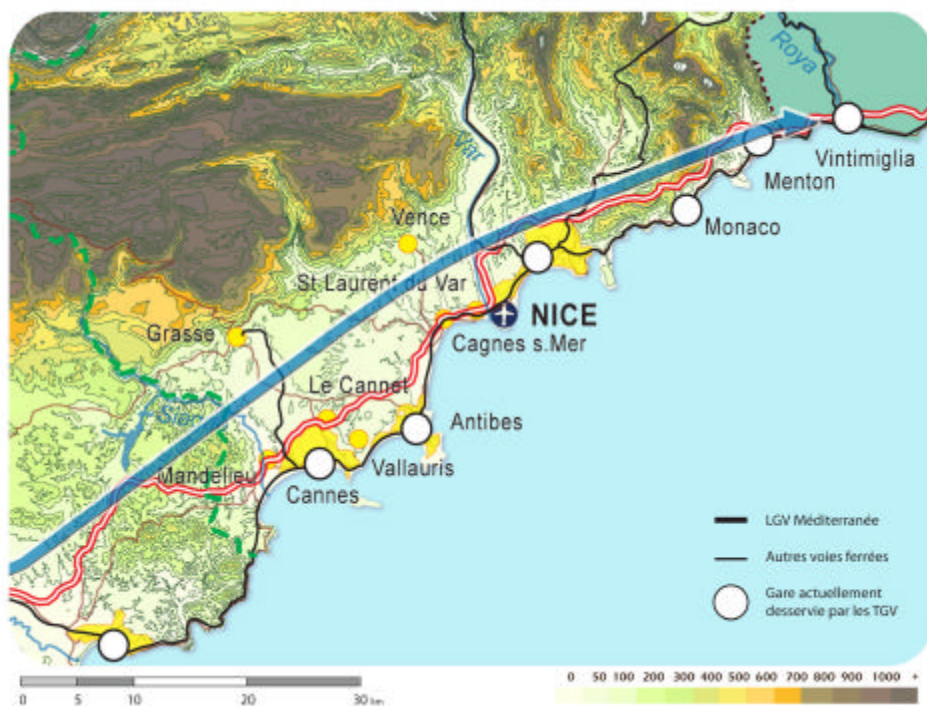 Roya
Var
Vintimiglia
Menton
Vence
Monaco
St Laurent du Var
NICE
Grasse
Cagnes s.Mer
Le Cannet
Antibes
Mandelieu
Vallauris
Cannes
LGV Méditerranée
Autres voies ferrées
Gare actuellement
desservie par les TGV
0 5 10 20 30 km
0 50 100 200 300 400 500 600 700 800 900 1000 +